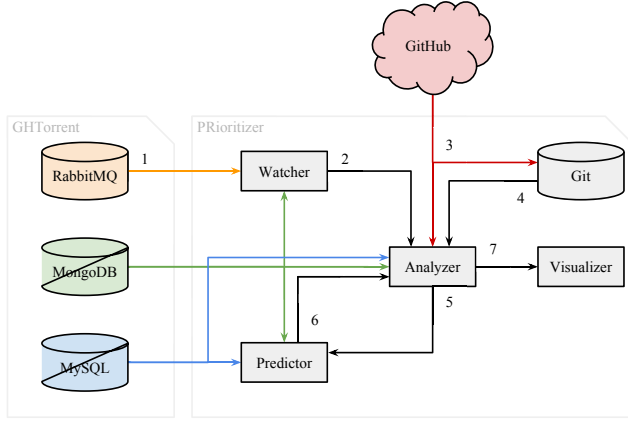 GitHub
GHTorrent
PRioritizer
1
2
3
RabbitMQ
Watcher
Git
4
7
MongoDB
Analyzer
Visualizer
5
6
MySQL
Predictor